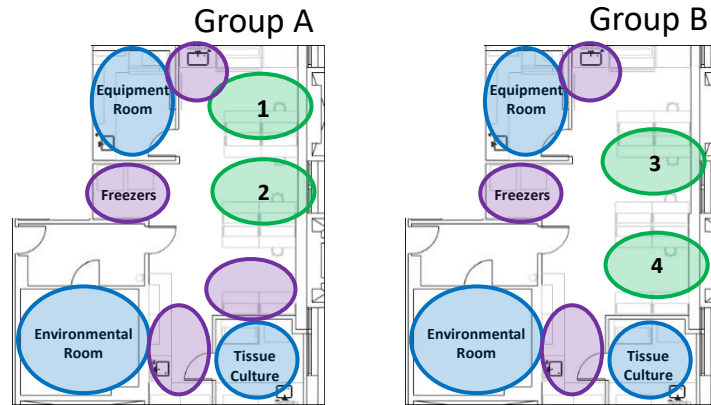 Group A
Equipment
Room
1
Freezers
2
Environmental
Room
Tissue
Culture
Group B
Equipment
Room
3
Freezers
4
Environmental
Room
Tissue
Culture